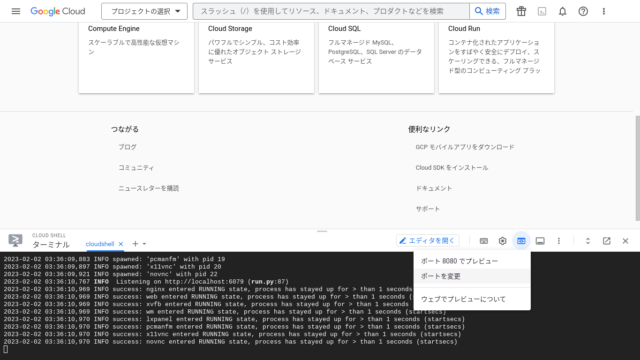 Google Cloud
プロジェクトの選択
スラッシュ（/）を使用してリソース、ドキュメント、プロダクトなどを検索
検索
Compute Engine
スケーラブルで高性能な仮想マシン
Cloud Storage
パワフルでシンプル、コスト効率
に優れたオブジェクト ストレージ
サービス
Cloud SQL
フルマネージド MySQL、
PostgreSQL、SQL Server のデータ
ベース サービス
Cloud Run
コンテナ化されたアプリケーショ
ンをすばやく安全にデプロイ、ス
ケーリングできる、フルマネージ
ド型のコンピューティング プラッ
つながる
ブログ
コミュニティ
ニュースレターを購読
便利なリンク
GCP モバイルアプリをダウンロード
Cloud SDK をインストール
ドキュメント
サポート
CLOUD SHELL
ターミナル
cloudshell
エディタを開く
ポート 8080 でプレビュー
ポートを変更
ウェブでプレビューについて
2023-02-02 03:36:09,883 INFO spawned: 'pcmanfm' with pid 19
2023-02-02 03:36:09,897 INFO spawned: 'x11vnc' with pid 20
2023-02-02 03:36:09,921 INFO spawned: 'novnc' with pid 22
2023-02-02 03:36:10,767 INFO Listening on http://localhost:6079 (run.py:87)
2023-02-02 03:36:10,969 INFO success: nginx entered RUNNING state, process has stayed up for > than 1 seconds
2023-02-02 03:36:10,969 INFO success: web entered RUNNING state, process has stayed up for > than 1 seconds (s
2023-02-02 03:36:10,969 INFO success: xvfb entered RUNNING state, process has stayed up for > than 1 seconds (
2023-02-02 03:36:10,969 INFO success: wm entered RUNNING state, process has stayed up for > than 1 seconds (startsecs)
2023-02-02 03:36:10,970 INFO success: lxpanel entered RUNNING state, process has stayed up for > than 1 seconds (startsecs)
2023-02-02 03:36:10,970 INFO success: pcmanfm entered RUNNING state, process has stayed up for > than 1 seconds (startsecs)
2023-02-02 03:36:10,970 INFO success: x11vnc entered RUNNING state, process has stayed up for > than 1 seconds (startsecs)
2023-02-02 03:36:10,970 INFO success: novnc entered RUNNING state, process has stayed up for > than 1 seconds (startsecs)